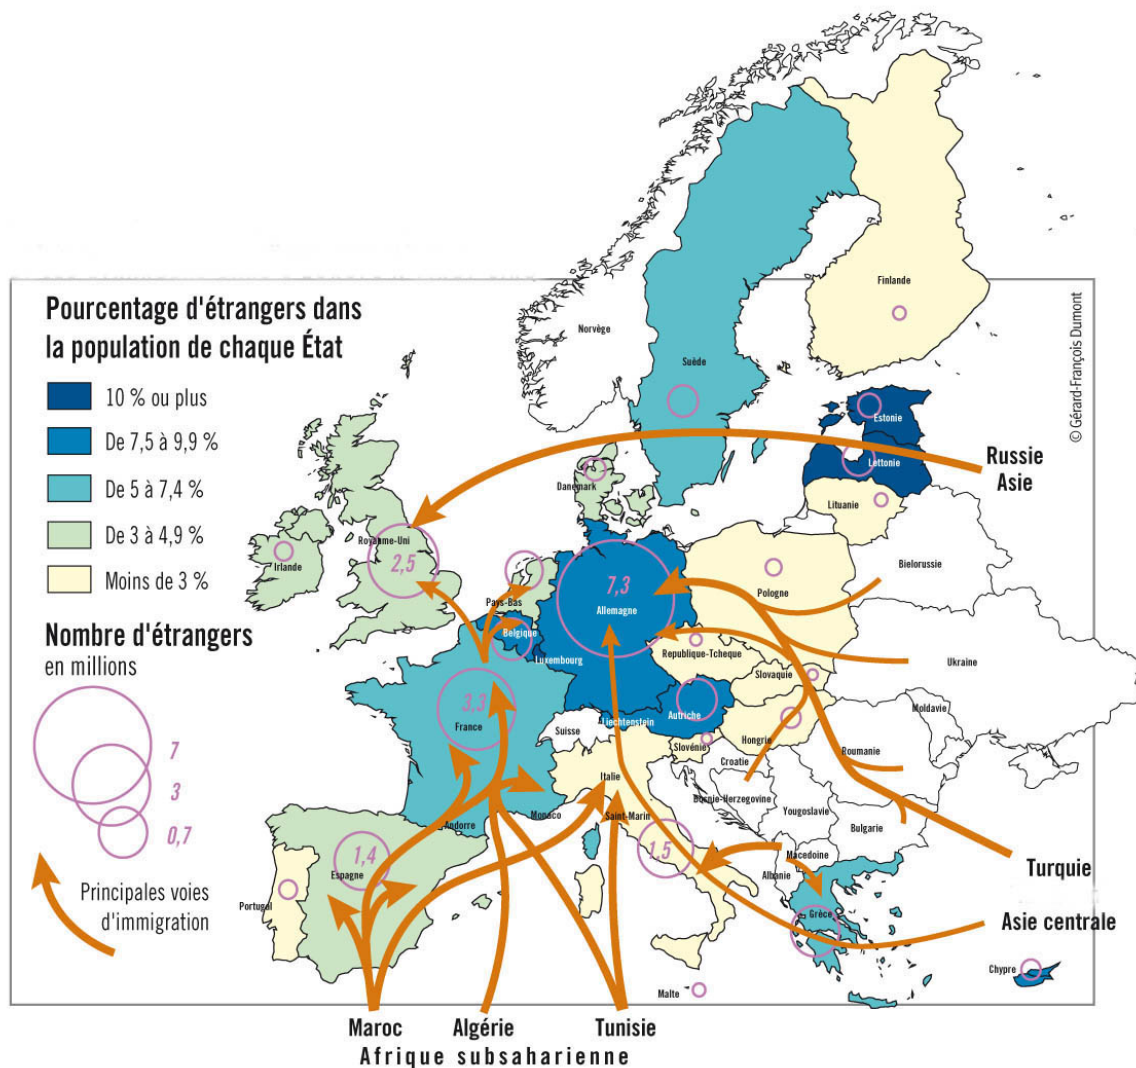 Pourcentage d'étrangers dans
la population de chaque État
10 % ou plus
De 7,5 à 9,9 %
De 5 à 7,4 %
De 3 à 4,9 %
Moins de 3 %
Nombre d'étrangers
en millions
7
3
0,7
Principales voies
d'immigration
© Gérard-François Dumont
Finlande
Norvège
Suède
Estonie
Lettonie
Russie
Asie
Danemark
Lituanie
Royaume-Uni
2,5
Irlande
Bielorussie
7,3
Allemagne
Pologne
Pays-Bas
Belgique
Luxembourg
Republique-Tcheque
Slovaquie
Ukraine
Moldavie
3,3
France
Liechtenstein
Autriche
Suisse
Hongrie
Slovénie
Croatie
Roumanie
Italie
Bosnie-Herzegovine
Yougoslavie
Monaco
Saint-Marin
Andorre
Bulgarie
1,4
Espagne
1,5
Macedoine
Albanie
Turquie
Portugal
Grèce
Asie centrale
Chypre
Malte
Maroc
Algérie
Tunisie
Afrique subsaharienne